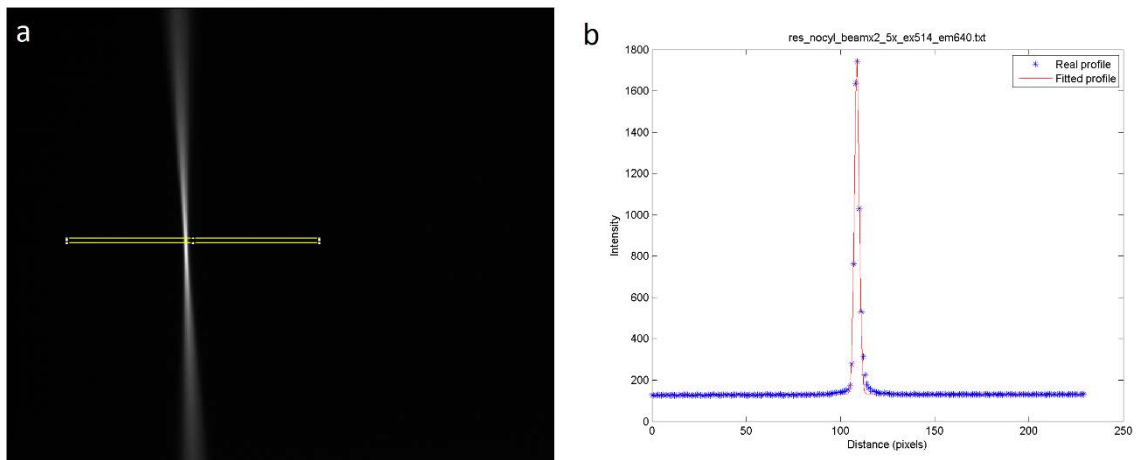 a
b
res_nocyl_beamx2_5x_ex514_em640.txt
1800
1600
1400
1200
1000
800
600
400
200
0
Intensity
Real profile
Fitted profile
0
50
100
150
200
250
Distance (pixels)